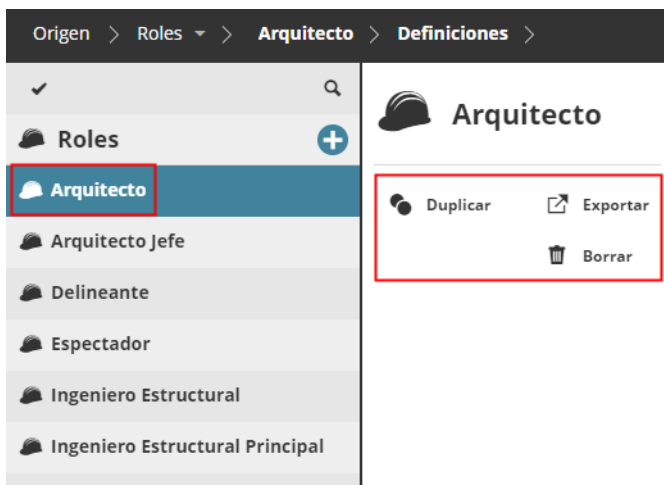 Origen > Roles > Arquitecto > Definiciones >
Roles
Arquitecto
Arquitecto Jefe
Delineante
Espectador
Ingeniero Estructural
Ingeniero Estructural Principal
Arquitecto
Duplicar Exportar
Borrar